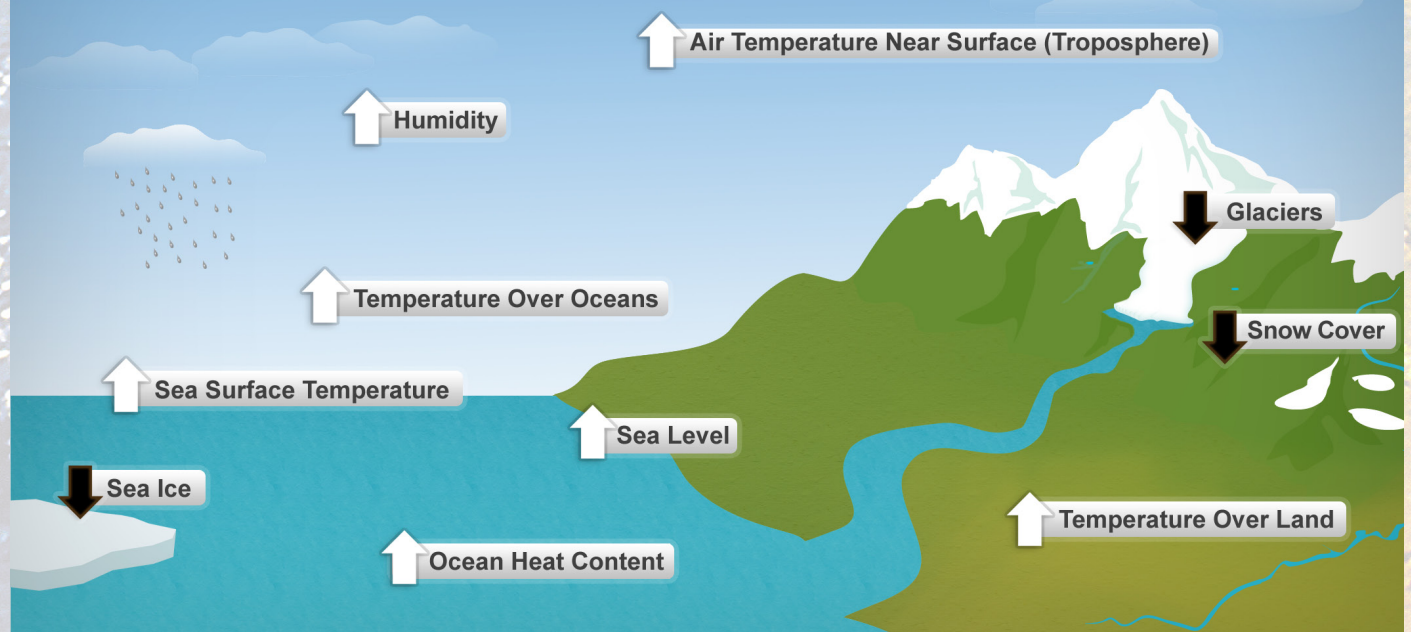 Air Temperature Near Surface (Troposphere)
Humidity
Glaciers
Temperature Over Oceans
Snow Cover
Sea Surface Temperature
Sea Level
Sea Ice
Temperature Over Land
Ocean Heat Content